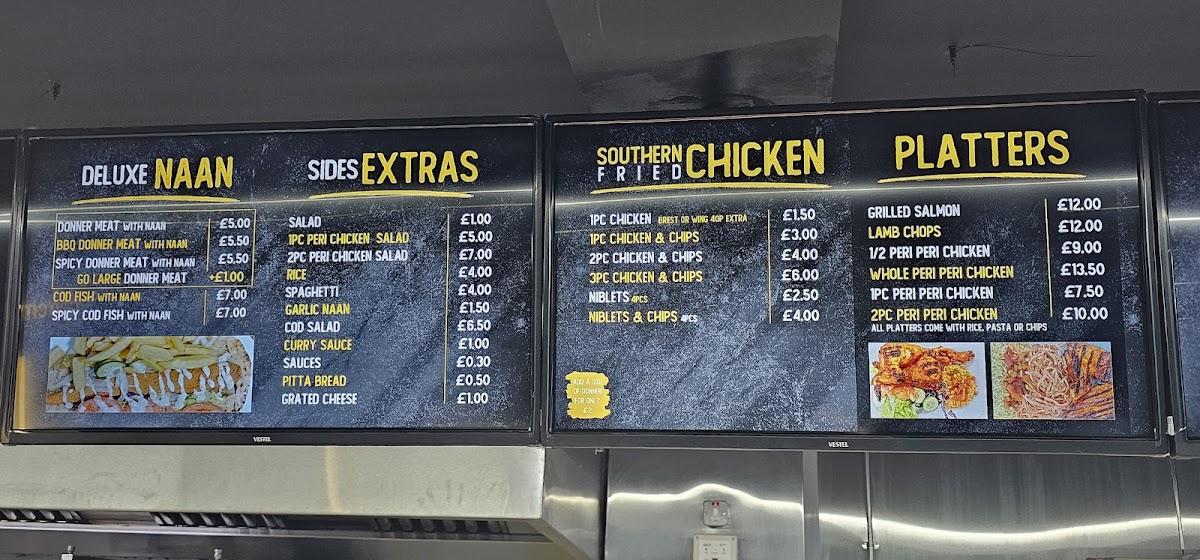 DELUXE NAAN
DONNER MEAT WITH NAAN £5.00
BBQ DONNER MEAT WITH NAAN £5.50
SPICY DONNER MEAT WITH NAAN £5.50
GO LARGE DONNER MEAT +£1.00
COD FISH WITH NAAN £7.00
SPICY COD FISH WITH NAAN £7.00
SIDES EXTRAS
SALAD £1.00
1PC PERI CHICKEN SALAD £5.00
2PC PERI CHICKEN SALAD £7.00
RICE £4.00
SPAGHETTI £4.00
GARLIC NAAN £1.50
COD SALAD £6.50
CURRY SAUCE £1.00
SAUCES £0.30
PITTA BREAD £0.50
GRATED CHEESE £1.00
VESTEL
SOUTHERN FRIED CHICKEN
1PC CHICKEN BREST OR WING 40P EXTRA £1.50
1PC CHICKEN & CHIPS £3.00
2PC CHICKEN & CHIPS £4.00
3PC CHICKEN & CHIPS £6.00
NIBLETS 4PCS £2.50
NIBLETS & CHIPS 4PCS £4.00
ADD A SIDE
OF DONNER
FOR ONLY
£2
PLATTERS
GRILLED SALMON £12.00
LAMB CHOPS £12.00
1/2 PERI PERI CHICKEN £9.00
WHOLE PERI PERI CHICKEN £13.50
1PC PERI PERI CHICKEN £7.50
2PC PERI PERI CHICKEN £10.00
ALL PLATTERS COME WITH RICE, PASTA OR CHIPS
VESTEL